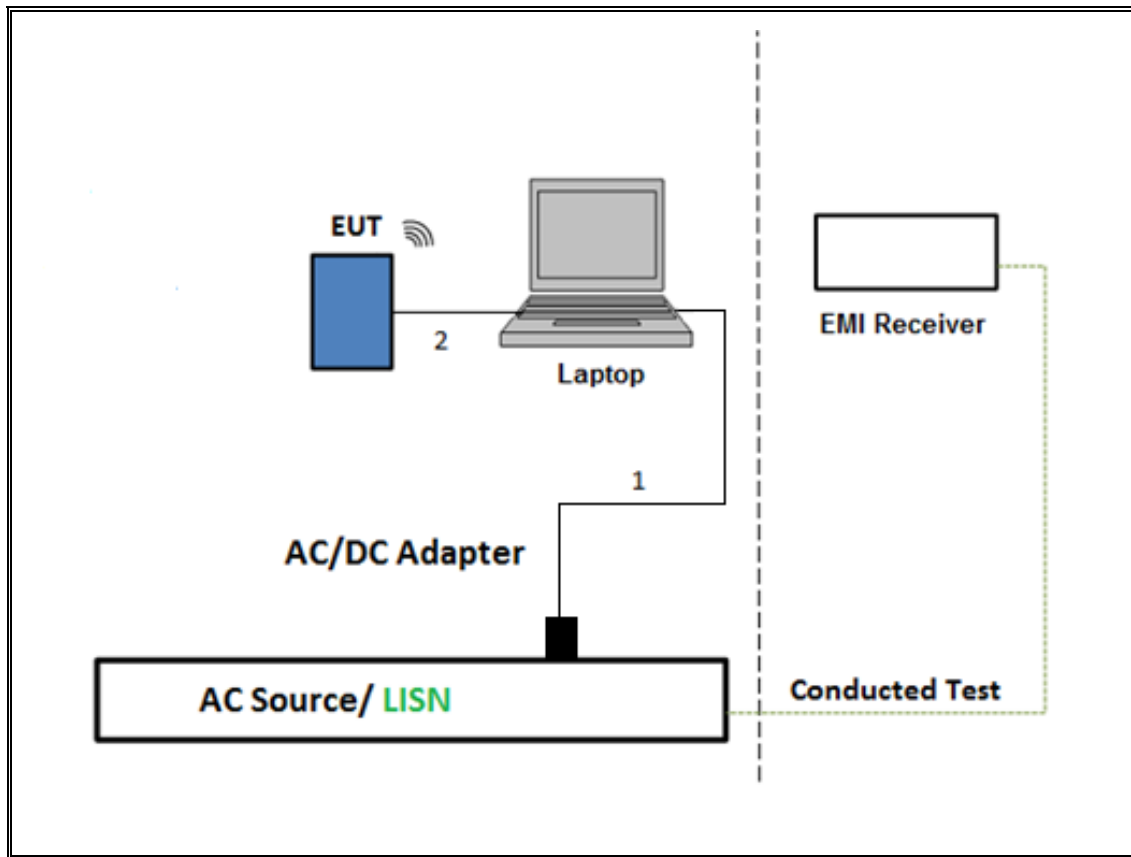 EUT
2
Laptop
EMI Receiver
1
AC/DC Adapter
AC Source/ LISN
Conducted Test